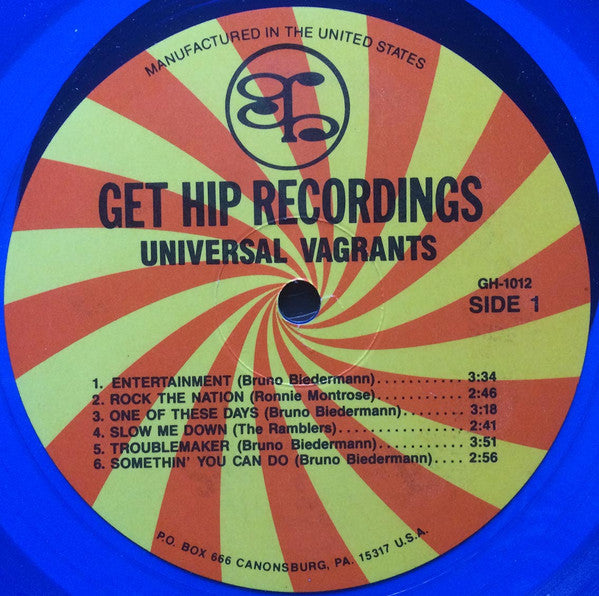 MANUFACTURED IN THE UNITED STATES
GET HIP RECORDINGS
UNIVERSAL VAGRANTS
GH-1012
SIDE 1
1. ENTERTAINMENT (Bruno Biedermann).......... 3:34
2. ROCK THE NATION (Ronnie Montrose).......... 2:46
3. ONE OF THESE DAYS (Bruno Biedermann)....... 3:18
4. SLOW ME DOWN (The Ramblers)............... 2:41
5. TROUBLEMAKER (Bruno Biedermann).......... 3:51
6. SOMETHIN' YOU CAN DO (Bruno Biedermann).... 2:56
P.O. BOX 666 CANONSBURG, PA. 15317 U.S.A.